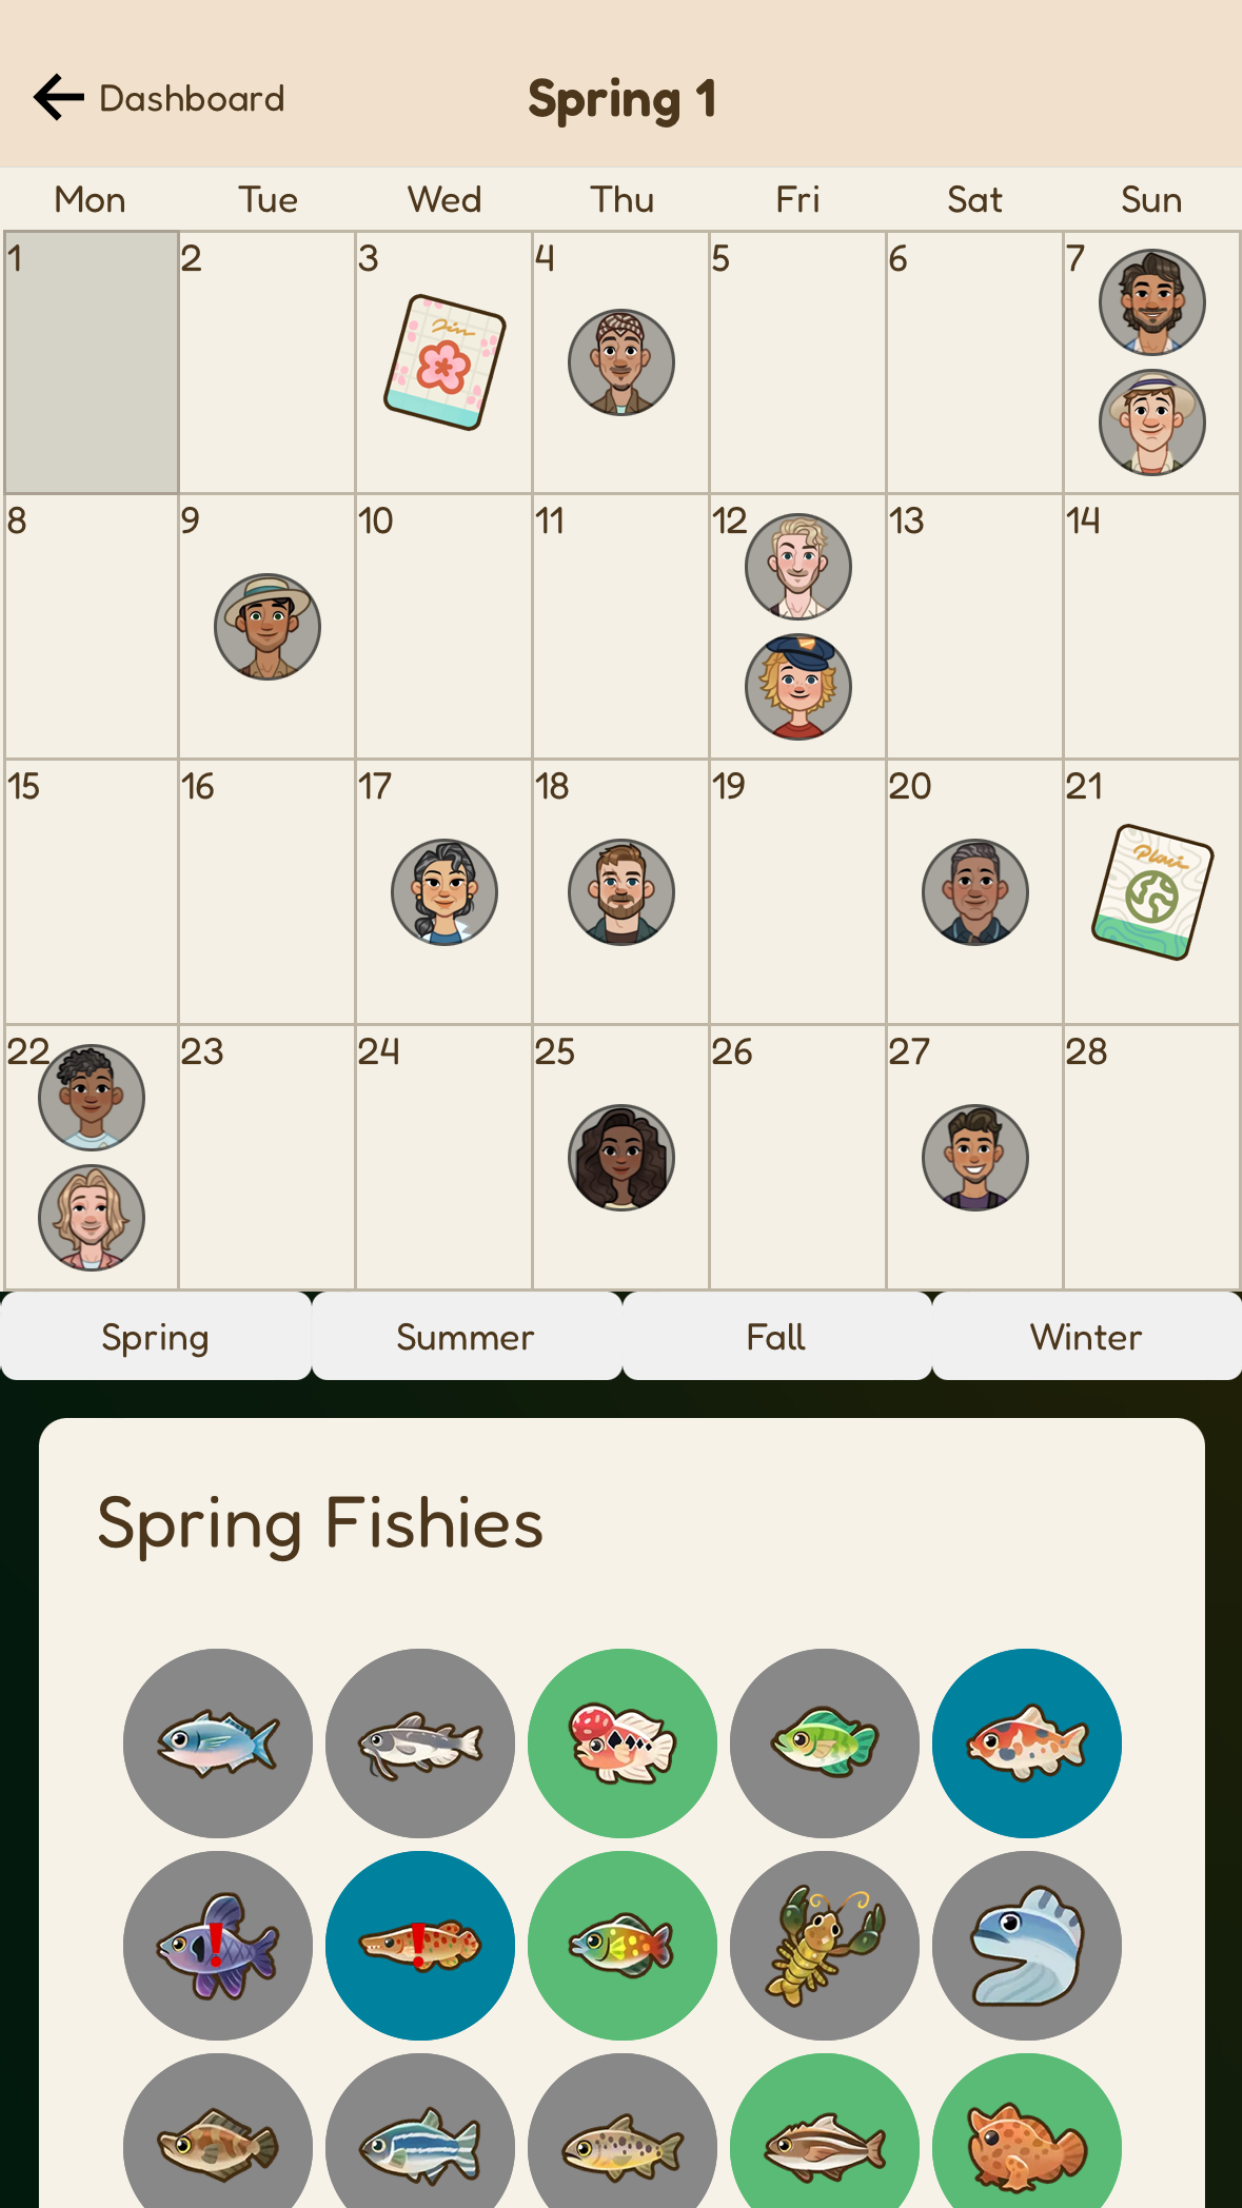 Dashboard
Spring 1
Mon Tue Wed Thu Fri Sat Sun
1 2 3 4 5 6 7
8 9 10 11 12 13 14
15 16 17 18 19 20 21
22 23 24 25 26 27 28
Spring Summer Fall Winter
Spring Fishies
! !